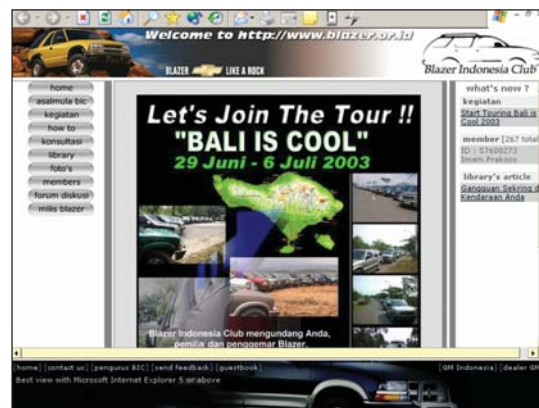 Welcome to http://www.blazer.or.id
BLAZER LIKE A ROCK
Blazer Indonesia Club
home
asalmula bic
kegiatan
how to
konsultasi
library
foto's
members
forum diskusi
milis blazer
Let's Join The Tour !!
"BALI IS COOL"
29 Juni - 6 Juli 2003
Blazer Indonesia Club mengundang Anda,
pemilik dan penggemar Blazer.
what's new ?
kegiatan
Start Touring Bali is
Cool 2003
member [267 total
ID : S7600273
Imam Prakoso
library's article
Gangguan Sekring d
Kendaraan Anda
[home] [contact us] [pengurus BIC] [send feedback] [guestbook]
[GM Indonesia] [dealer GM
Best view with Microsoft Internet Explorer 5 or above